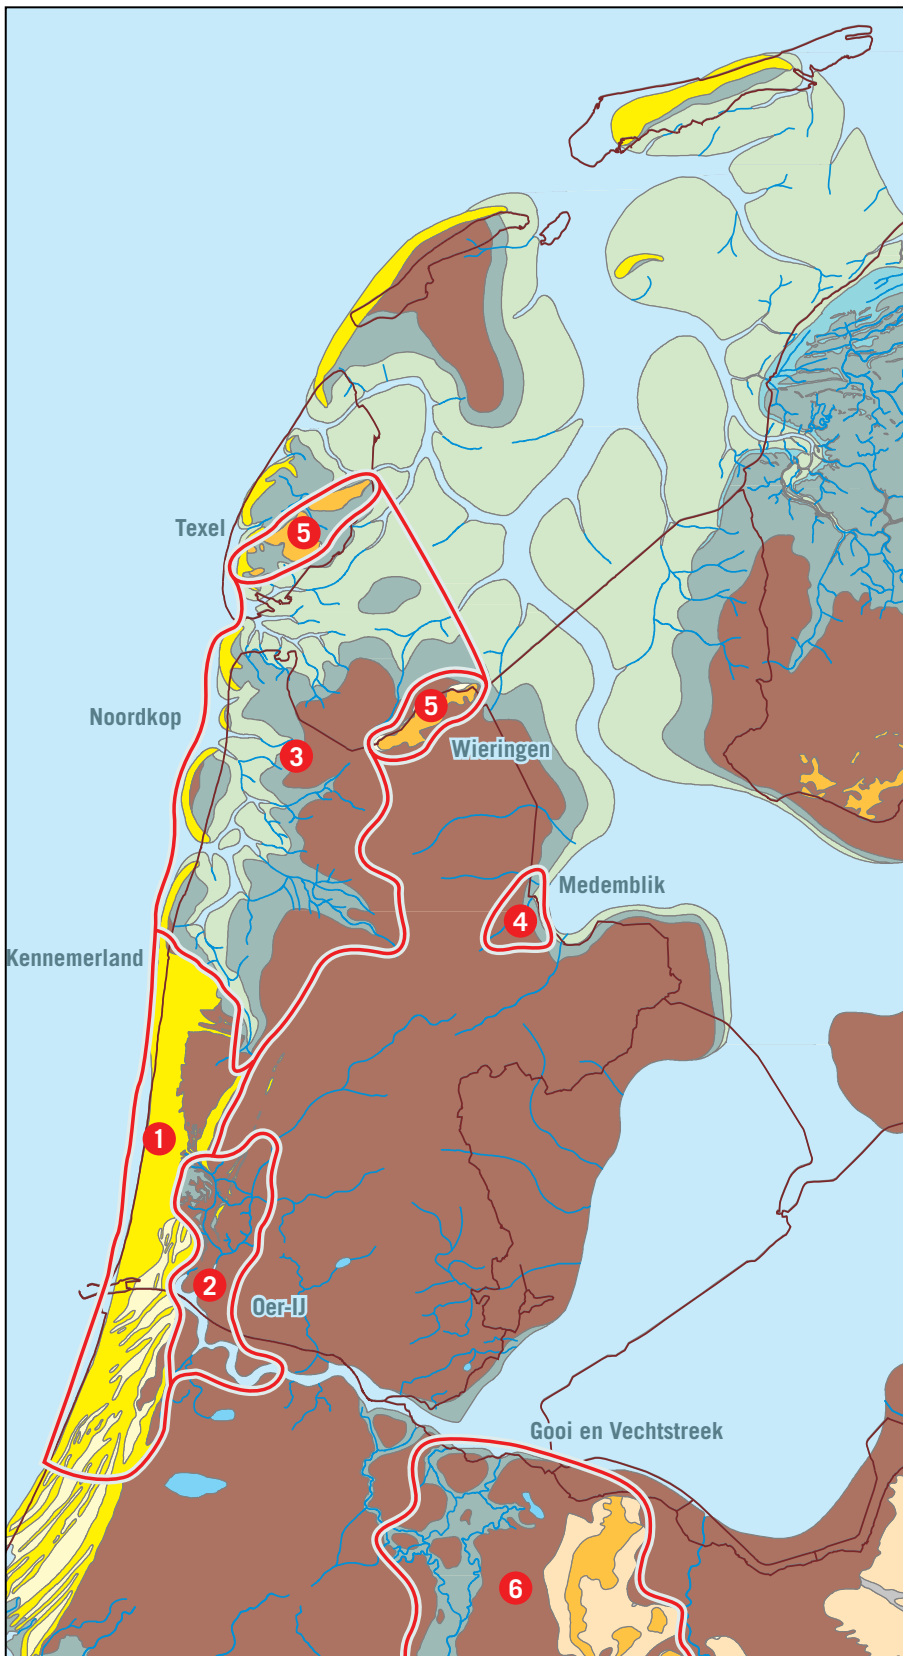 Texel
5
5
Noordkop
Wieringen
3
Medemblik
4
Kennemerland
1
2
Oer-IJ
Gooi en Vechtstreek
6